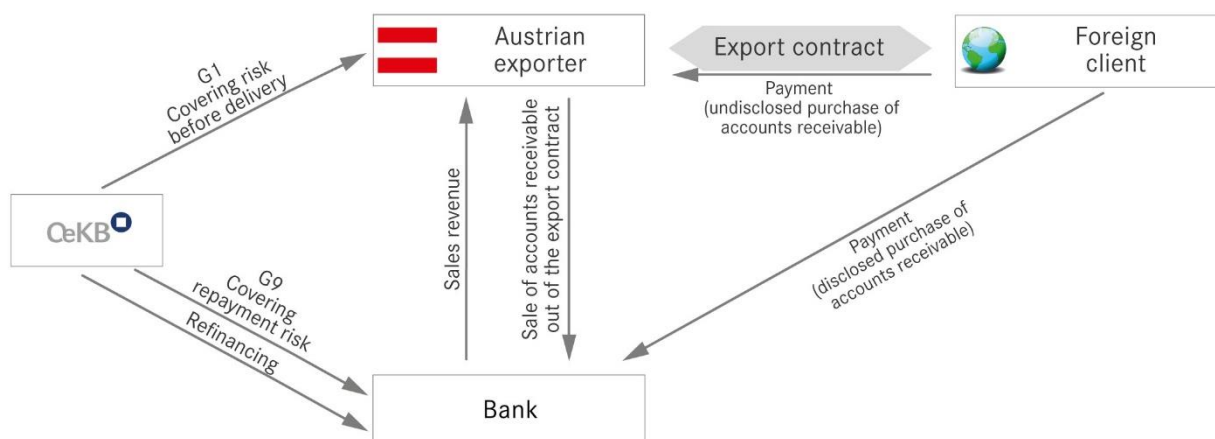 Austrian
exporter
Export contract
Foreign
client
Payment
(undisclosed purchase of
accounts receivable)
G1
Covering risk
before delivery
OeKB
Sales revenue
Sale of accounts receivable
out of the export contract
Payment
(disclosed purchase of
accounts receivable)
G9
Covering
repayment risk
Refinancing
Bank